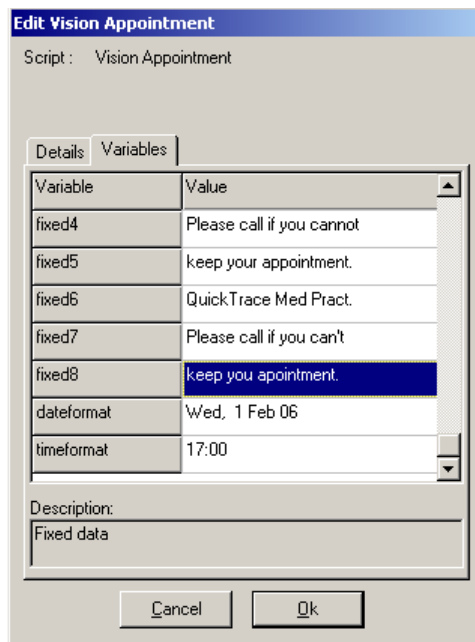 Edit Vision Appointment
Script : Vision Appointment
Details Variables
Variable Value
fixed4 Please call if you cannot
fixed5 keep your appointment.
fixed6 QuickTrace Med Pract.
fixed7 Please call if you can't
fixed8 keep you apointment.
dateformat Wed, 1 Feb 06
timeformat 17:00
Description:
Fixed data
Cancel Ok